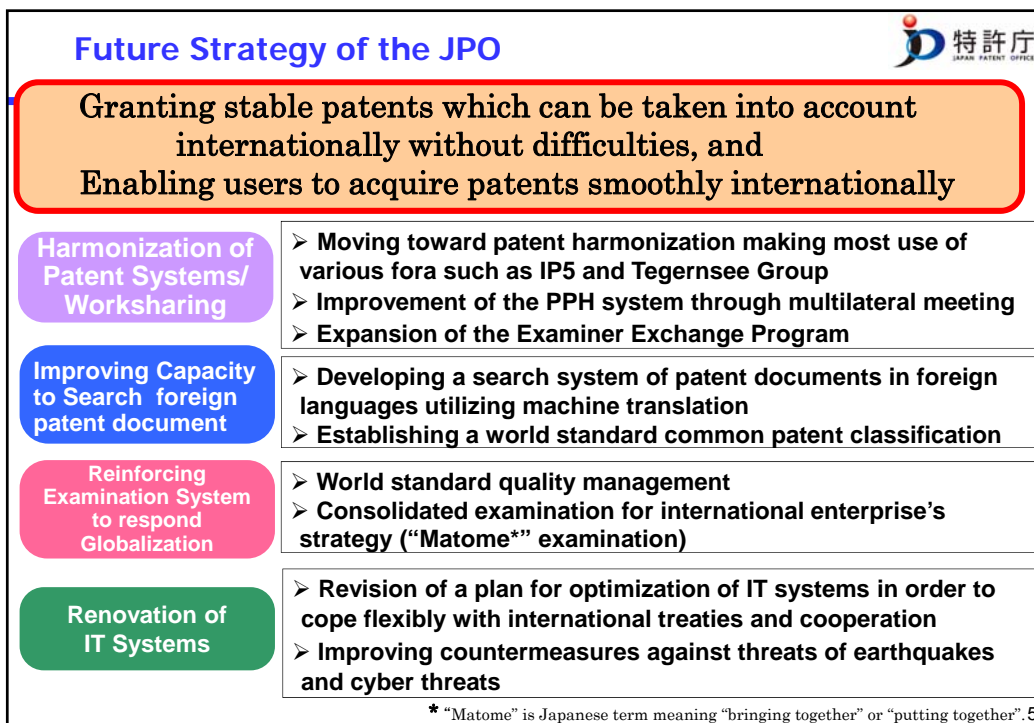 Future Strategy of the JPO
特許庁
JAPAN PATENT OFFICE
Granting stable patents which can be taken into account
internationally without difficulties, and
Enabling users to acquire patents smoothly internationally
Harmonization of
Patent Systems/
Worksharing
➢ Moving toward patent harmonization making most use of
various fora such as IP5 and Tegernsee Group
➢ Improvement of the PPH system through multilateral meeting
➢ Expansion of the Examiner Exchange Program
Improving Capacity
to Search foreign
patent document
➢ Developing a search system of patent documents in foreign
languages utilizing machine translation
➢ Establishing a world standard common patent classification
Reinforcing
Examination System
to respond
Globalization
➢ World standard quality management
➢ Consolidated examination for international enterprise's
strategy (“Matome*” examination)
Renovation of
IT Systems
➢ Revision of a plan for optimization of IT systems in order to
cope flexibly with international treaties and cooperation
➢ Improving countermeasures against threats of earthquakes
and cyber threats
* “Matome” is Japanese term meaning “bringing together” or “putting together”. 5